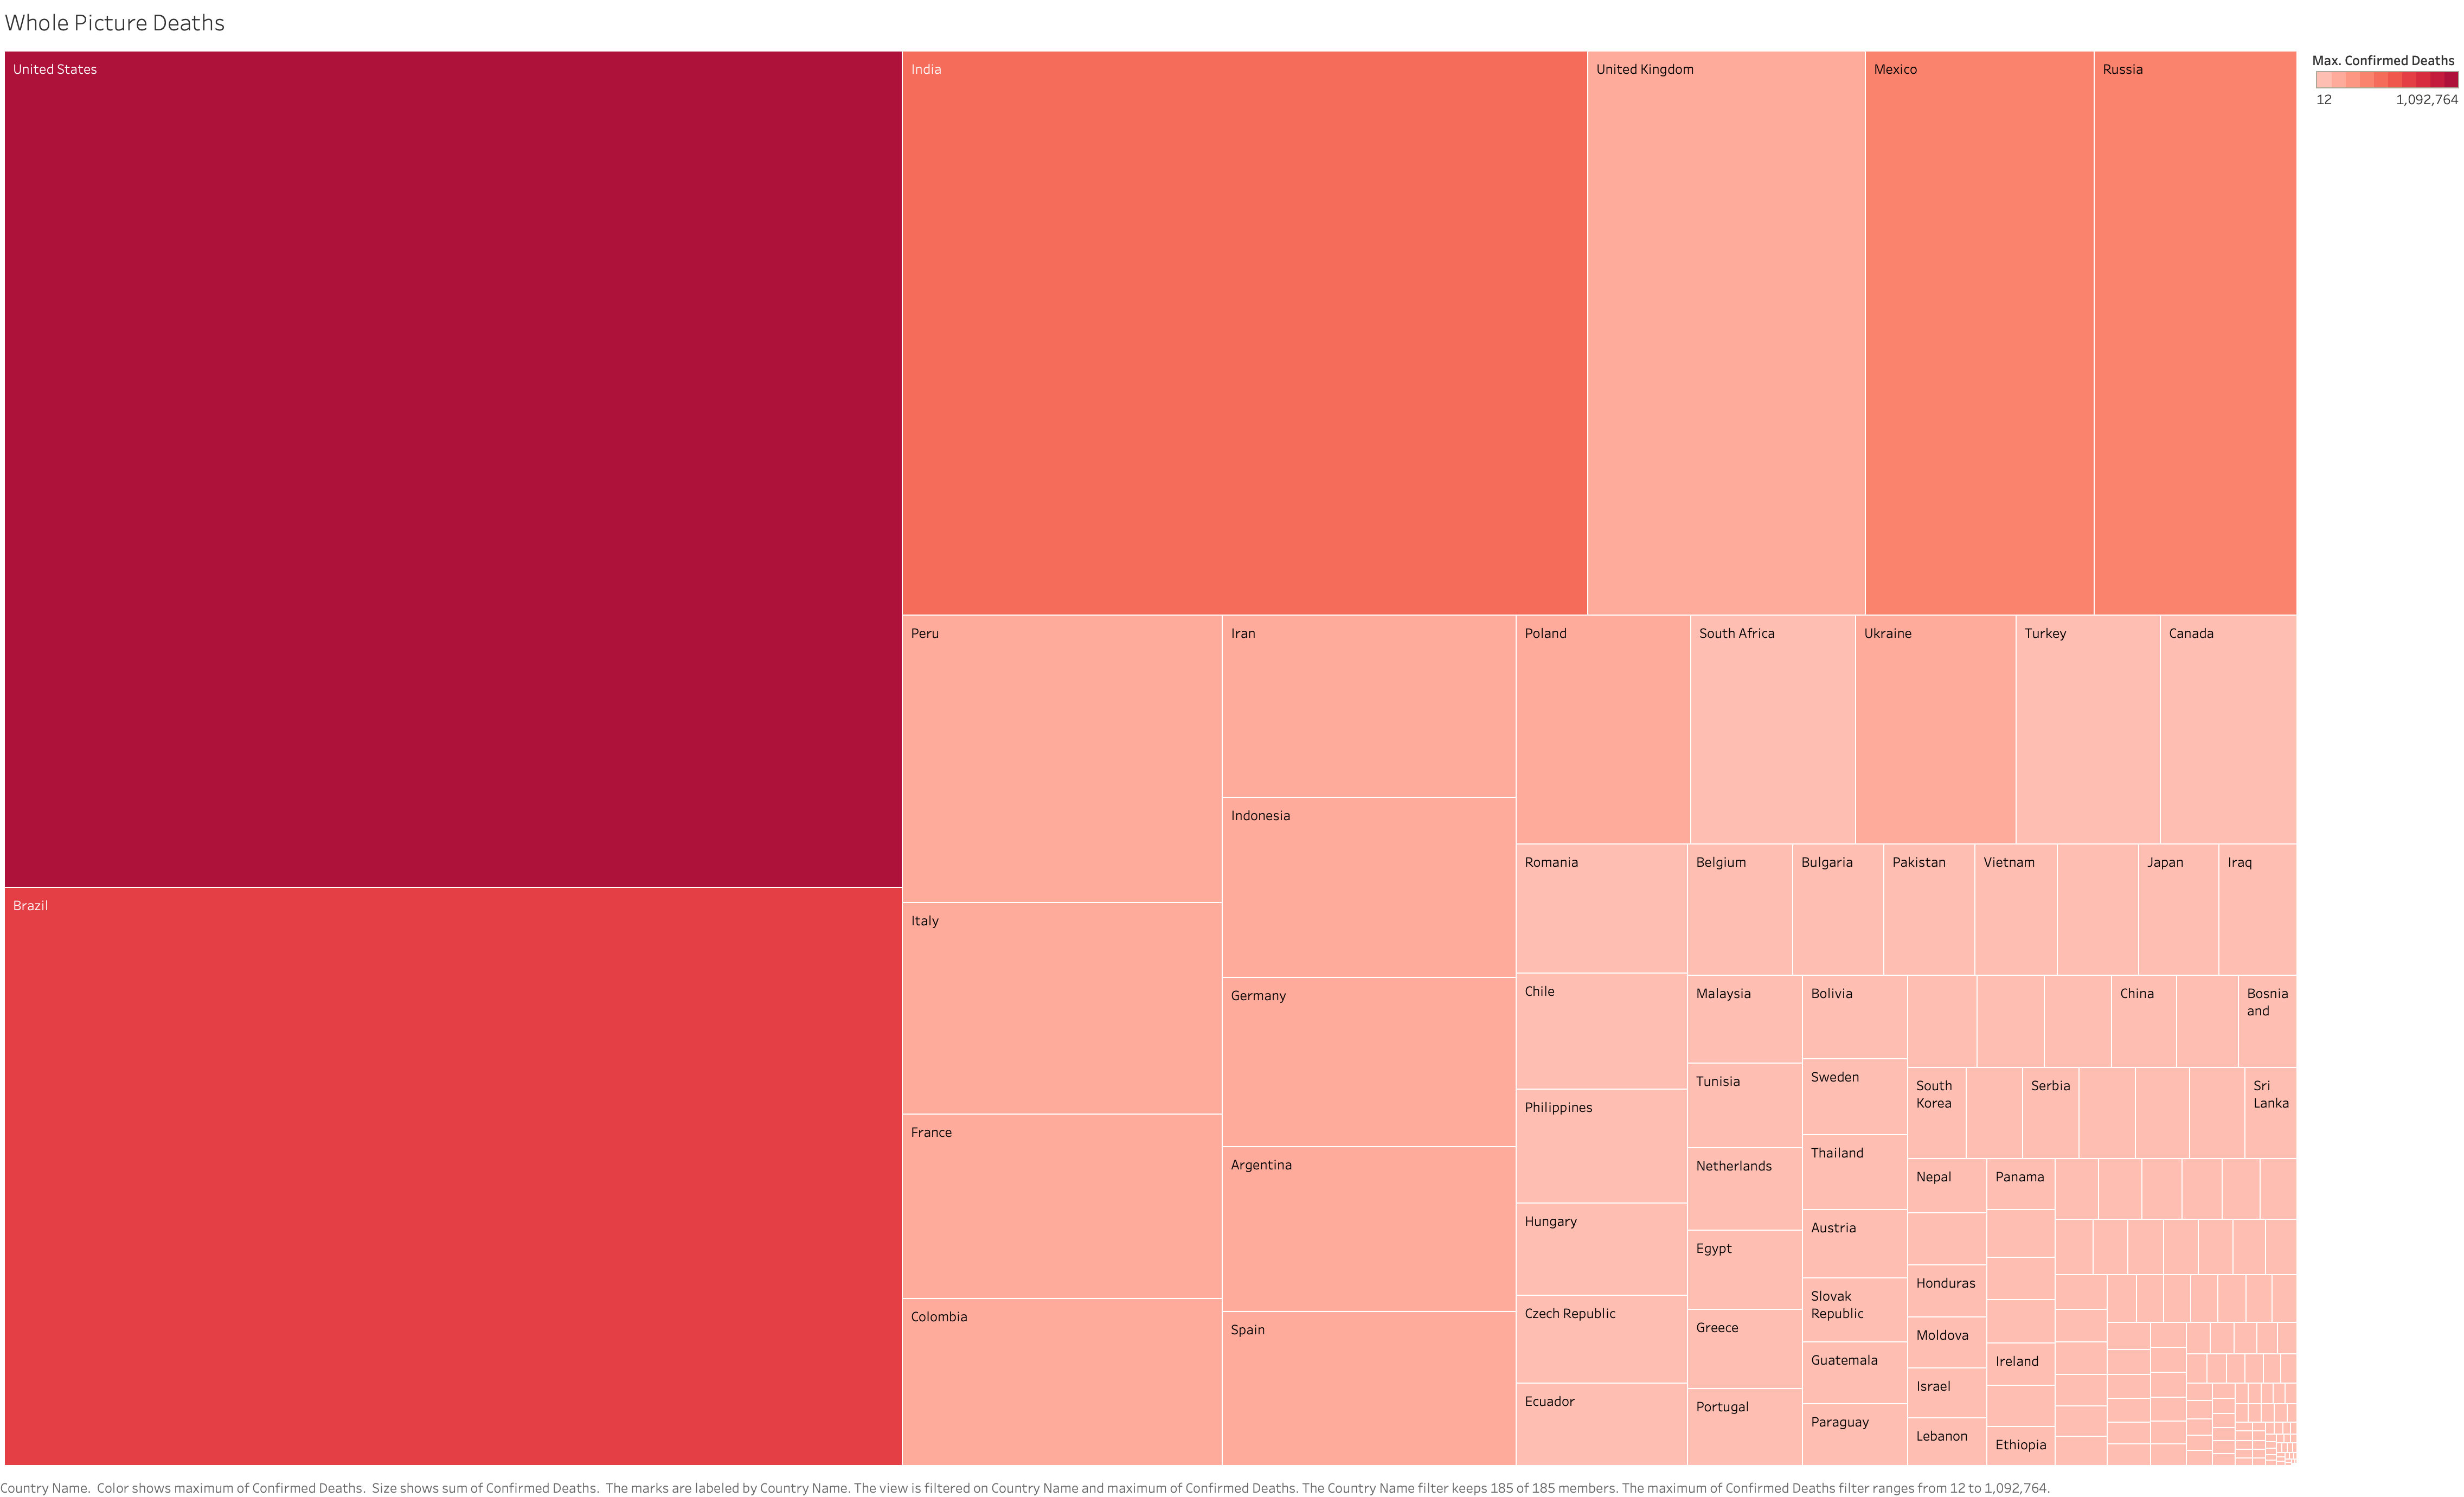 Whole Picture Deaths
United States
India
United Kingdom
Mexico
Russia
Max. Confirmed Deaths
12
1,092,764
Peru
Iran
Poland
South Africa
Ukraine
Turkey
Canada
Indonesia
Romania
Belgium
Bulgaria
Pakistan
Vietnam
Japan
Iraq
Brazil
Italy
Germany
Chile
Malaysia
Bolivia
China
Bosnia
and
Tunisia
Sweden
South
Korea
Serbia
Sri
Lanka
Philippines
France
Argentina
Netherlands
Thailand
Nepal
Panama
Hungary
Egypt
Austria
Honduras
Colombia
Spain
Czech Republic
Greece
Slovak
Republic
Moldova
Guatemala
Ireland
Ecuador
Portugal
Israel
Paraguay
Lebanon
Ethiopia
Country Name.  Color shows maximum of Confirmed Deaths.  Size shows sum of Confirmed Deaths.  The marks are labeled by Country Name. The view is filtered on Country Name and maximum of Confirmed Deaths. The Country Name filter keeps 185 of 185 members. The maximum of Confirmed Deaths filter ranges from 12 to 1,092,764.